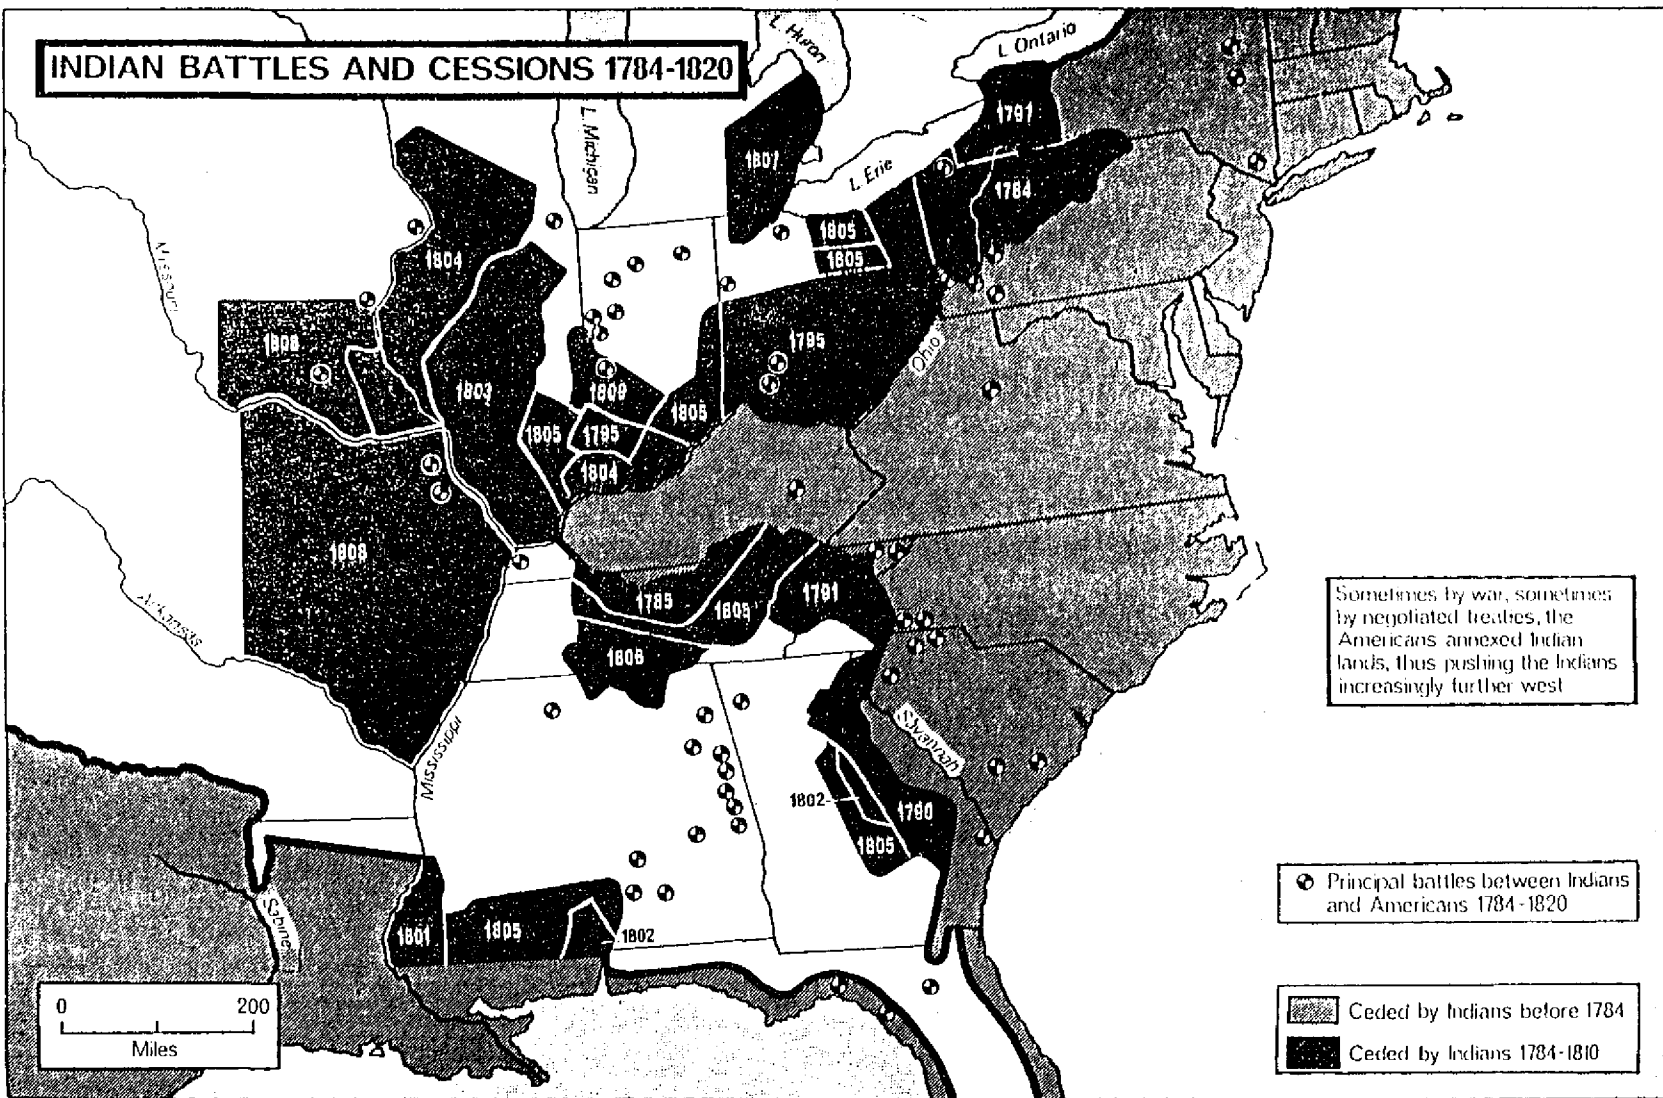 INDIAN BATTLES AND CESSIONS 1784-1820
L. Huron
L. Ontario
L. Michigan
L. Erie
1791
1807
1784
1805
1805
1804
Missouri
1808
1795
Ohio
1803
1809
1805
1805
1795
1804
1808
Arkansas
1785
1805
1791
1806
Mississippi
Savannah
1802
1790
1805
1801
1805
1802
Sabine
Sometimes by war, sometimes
by negotiated treaties, the
Americans annexed Indian
lands, thus pushing the Indians
increasingly further west
Principal battles between Indians
and Americans 1784-1820
0 200
Miles
Ceded by Indians before 1784
Ceded by Indians 1784-1810